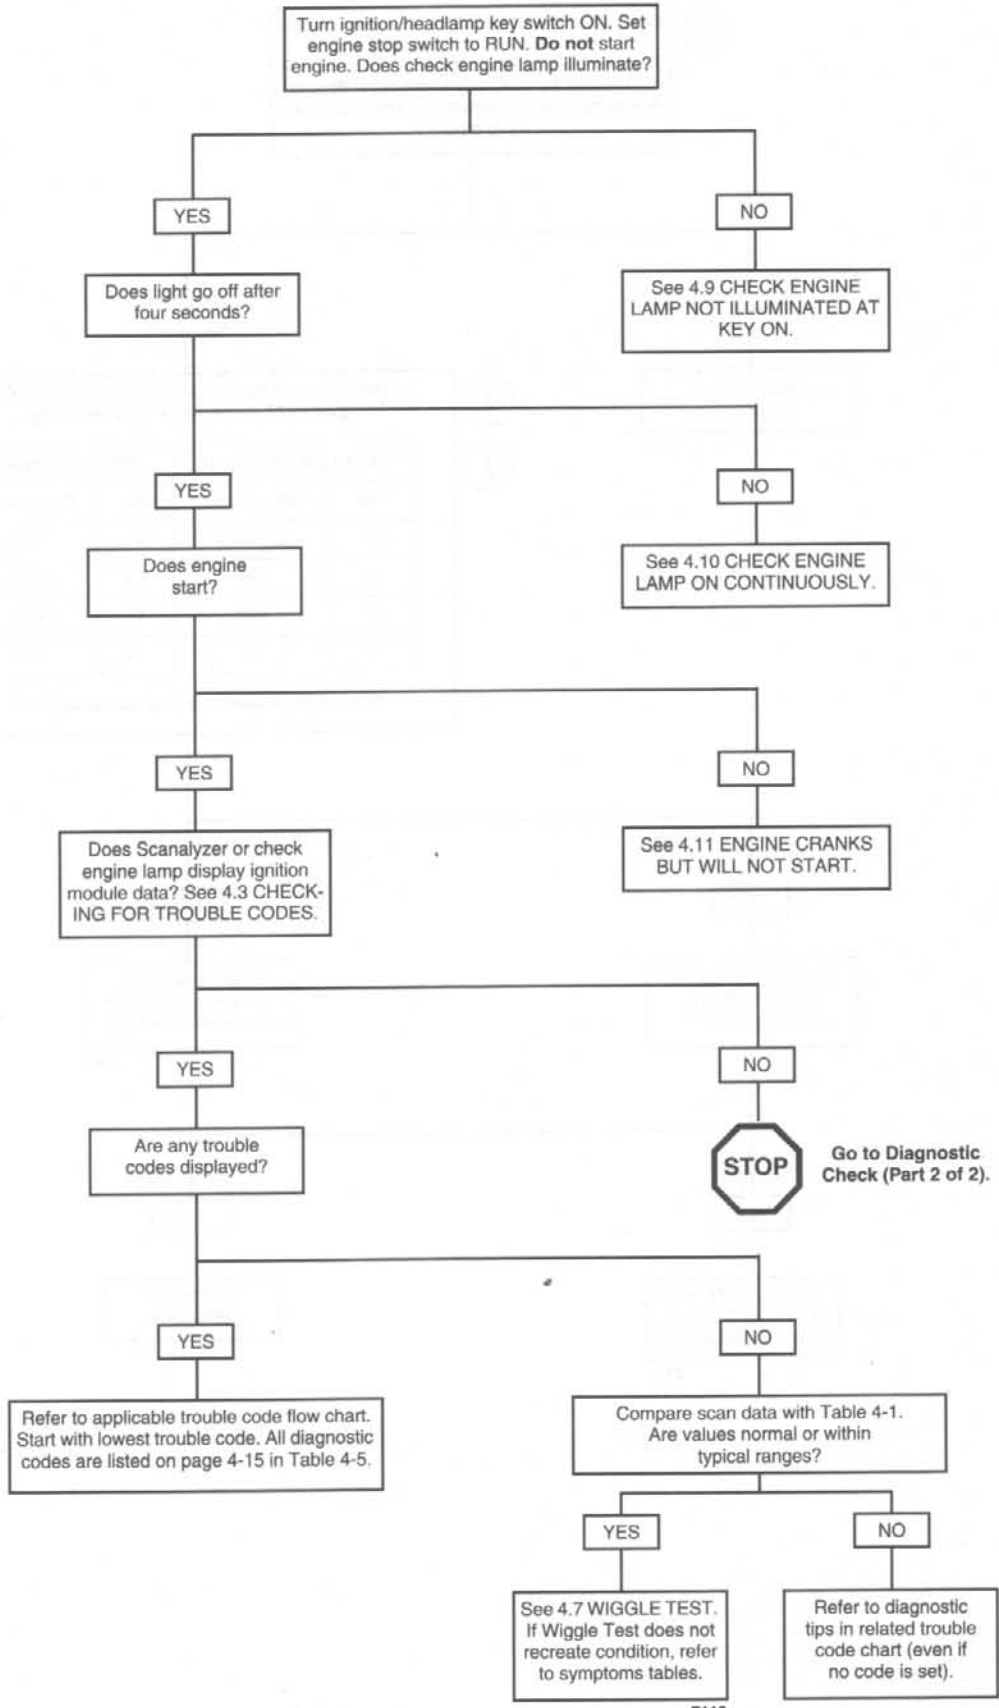 Turn ignition/headlamp key switch ON. Set
engine stop switch to RUN. Do not start
engine. Does check engine lamp illuminate?
YES
NO
Does light go off after
four seconds?
See 4.9 CHECK ENGINE
LAMP NOT ILLUMINATED AT
KEY ON.
YES
NO
Does engine
start?
See 4.10 CHECK ENGINE
LAMP ON CONTINUOUSLY.
YES
NO
Does Scanalyzer or check
engine lamp display ignition
module data? See 4.3 CHECK-
ING FOR TROUBLE CODES.
See 4.11 ENGINE CRANKS
BUT WILL NOT START.
YES
NO
Are any trouble
codes displayed?
STOP
Go to Diagnostic
Check (Part 2 of 2).
YES
NO
Refer to applicable trouble code flow chart.
Start with lowest trouble code. All diagnostic
codes are listed on page 4-15 in Table 4-5.
Compare scan data with Table 4-1.
Are values normal or within
typical ranges?
YES
NO
See 4.7 WIGGLE TEST.
If Wiggle Test does not
recreate condition, refer
to symptoms tables.
Refer to diagnostic
tips in related trouble
code chart (even if
no code is set).